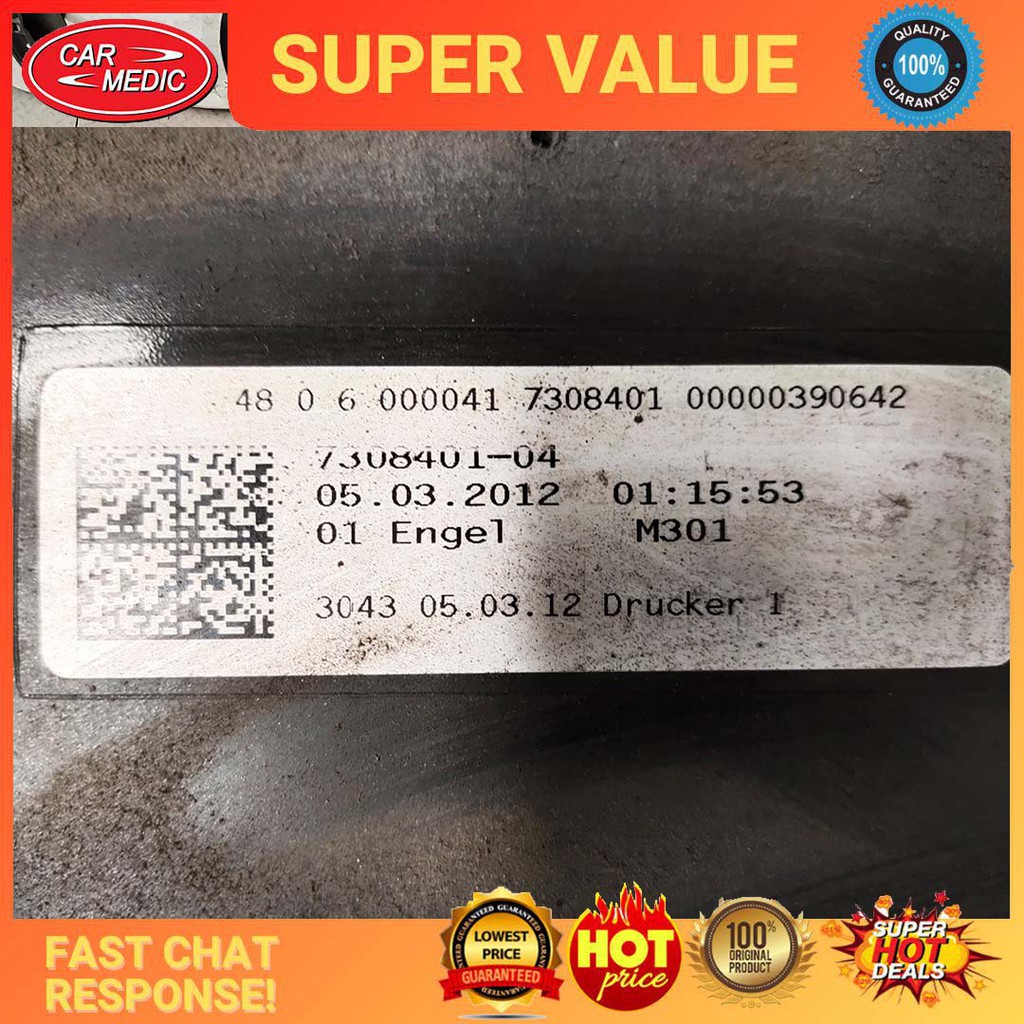 CAR
MEDIC
SUPER VALUE
QUALITY
100%
GUARANTEED
48 0 6 000041 7308401 00000390642
7308401-04
05.03.2012 01:15:53
01 Engel M301
3043 05.03.12 Drucker 1
FAST CHAT
RESPONSE!
GUARANTEED GUARANTEED
LOWEST
PRICE
GUARANTEED
HOT
price
100%
ORIGINAL
PRODUCT
SUPER
HOT
DEALS